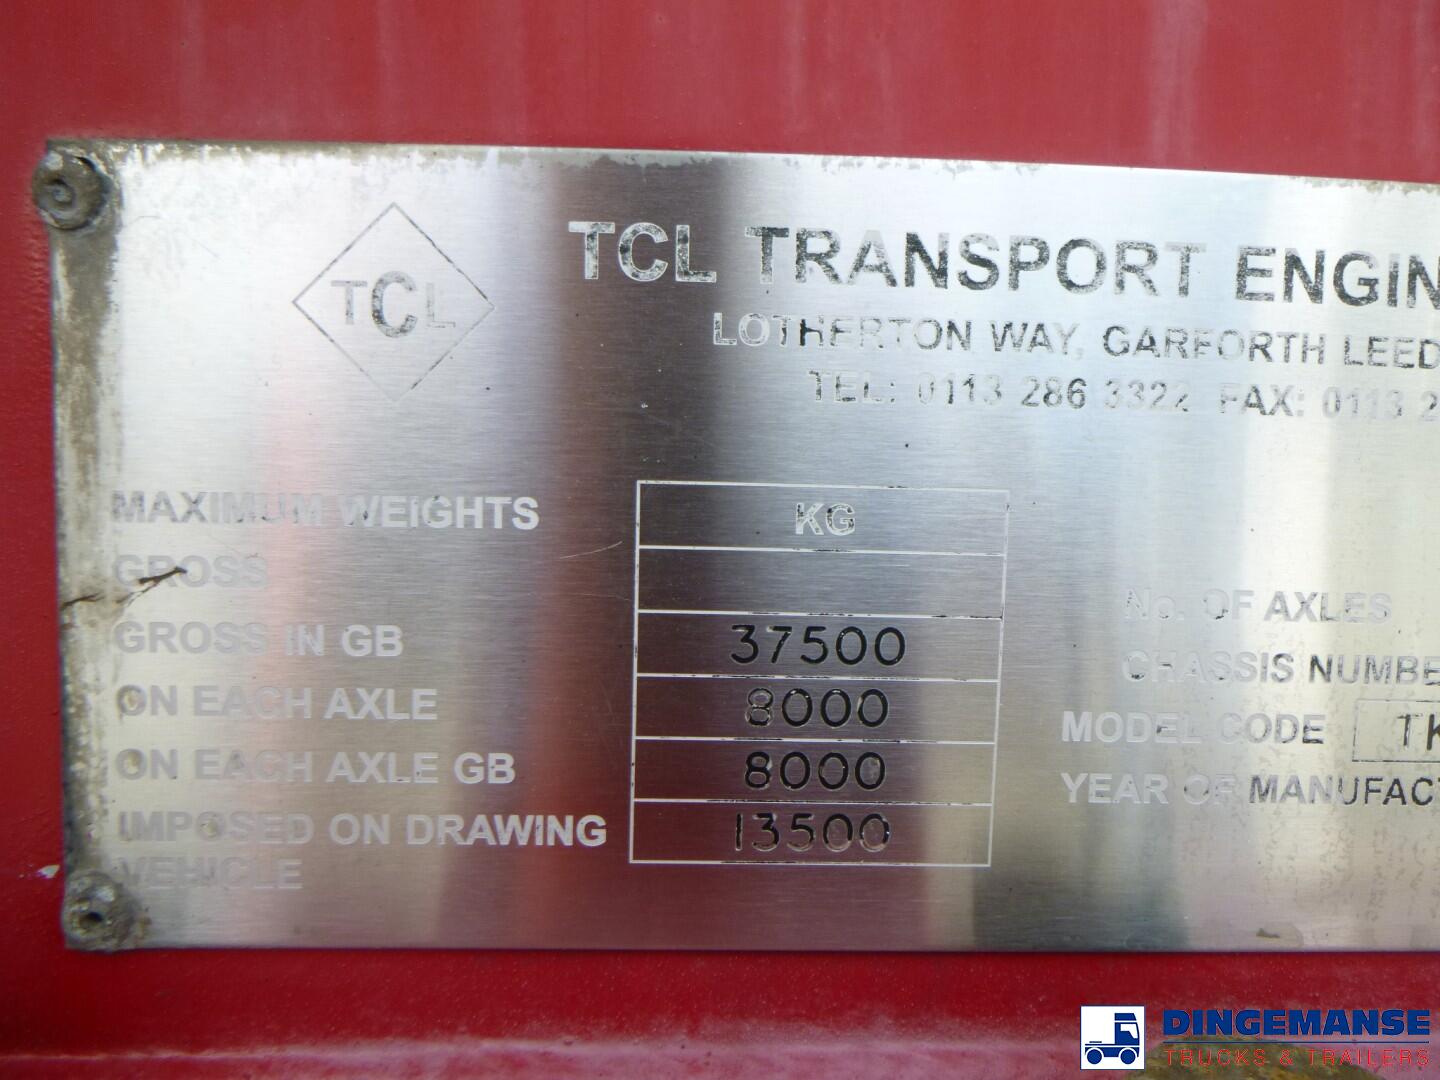 TCL
TCL TRANSPORT ENGIN
LOTHERTON WAY, GARFORTH LEED
TEL: 0113 286 3322 FAX: 0113 2
MAXIMUM WEIGHTS KG
GROSS
GROSS IN GB 37500
ON EACH AXLE 8000
ON EACH AXLE GB 8000
IMPOSED ON DRAWING 13500
VEHICLE
No. OF AXLES
CHASSIS NUMBE
MODEL CODE TK
YEAR OF MANUFACT
DINGEMANSE
TRUCKS & TRAILERS